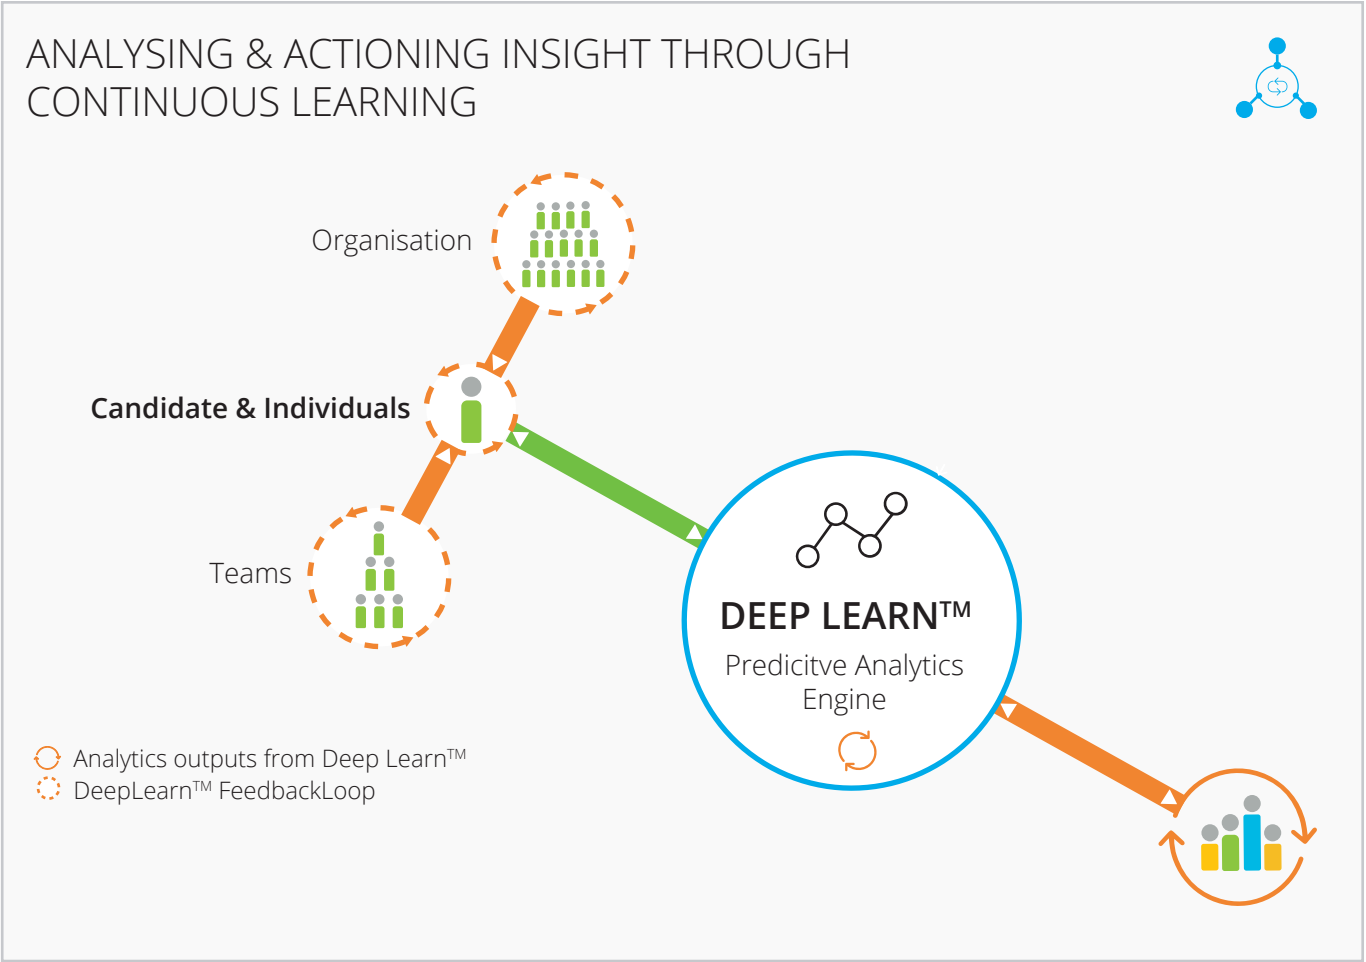 ANALYSING & ACTIONING INSIGHT THROUGH
CONTINUOUS LEARNING
Organisation
Candidate & Individuals
Teams
DEEP LEARN™
Predicitve Analytics
Engine
Analytics outputs from Deep Learn™
DeepLearn™ FeedbackLoop